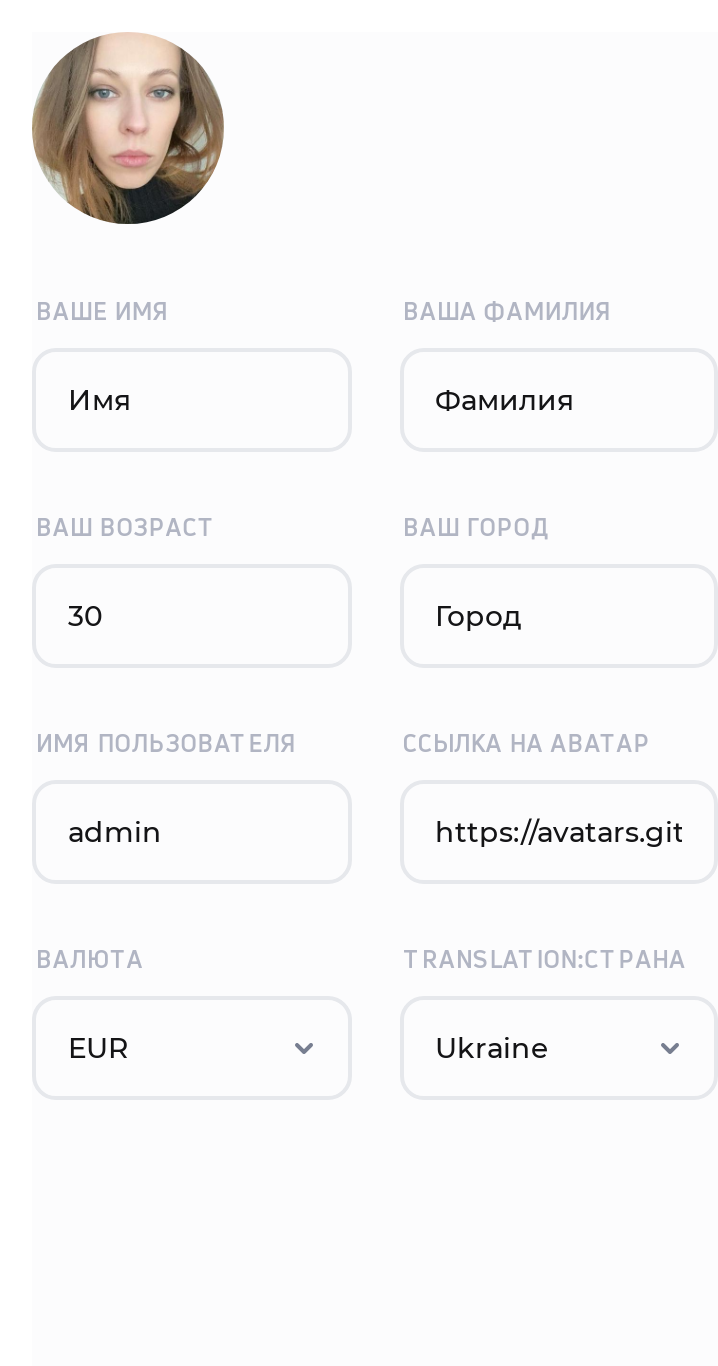 ВАШЕ ИМЯ
ВАША ФАМИЛИЯ
Имя
Фамилия
ВАШ ВОЗРАСТ
ВАШ ГОРОД
30
Город
ИМЯ ПОЛЬЗОВАТЕЛЯ
ССЫЛКА НА АВАТАР
admin
https://avatars.git
ВАЛЮТА
TRANSLATION:СТРАНА
EUR
Ukraine